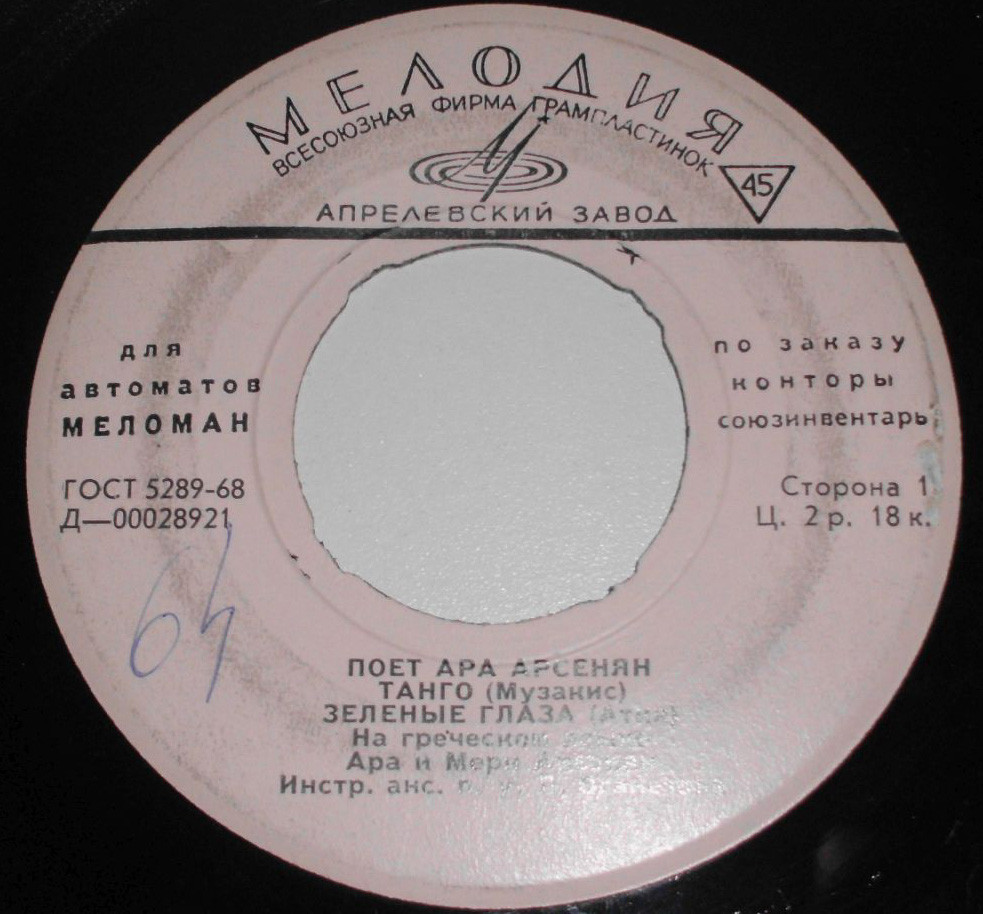 МЕЛОДИЯ
ВСЕСОЮЗНАЯ ФИРМА ГРАМПЛАСТИНОК
45
АПРЕЛЕВСКИЙ ЗАВОД
для
автоматов
МЕЛОМАН
по заказу
конторы
союзинвентарь
ГОСТ 5289-68
Д—00028921
Сторона 1
Ц. 2 р. 18 к.
64
ПОЕТ АРА АРСЕНЯН
ТАНГО (Музакис)
ЗЕЛЕНЫЕ ГЛАЗА
На греческом
Ара и Мери
Инстр. анс.